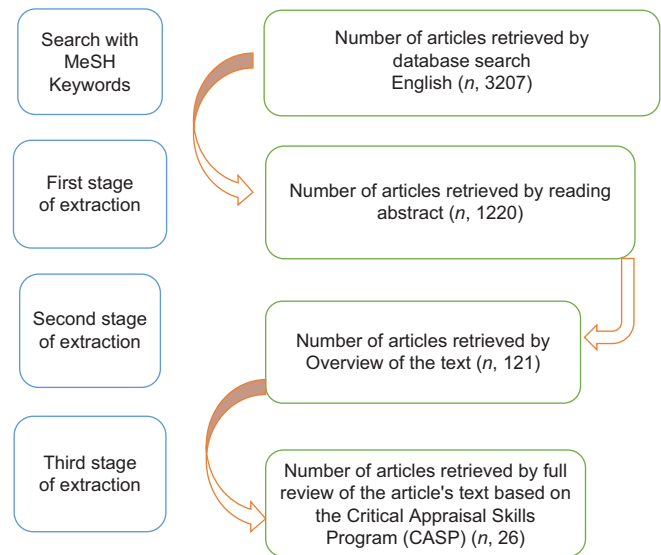 Search with
MeSH
Keywords
Number of articles retrieved by
database search
English (n, 3207)
First stage
of extraction
Number of articles retrieved by reading
abstract (n, 1220)
Second stage
of extraction
Number of articles retrieved by
Overview of the text (n, 121)
Third stage
of extraction
Number of articles retrieved by full
review of the article's text based on
the Critical Appraisal Skills
Program (CASP) (n, 26)